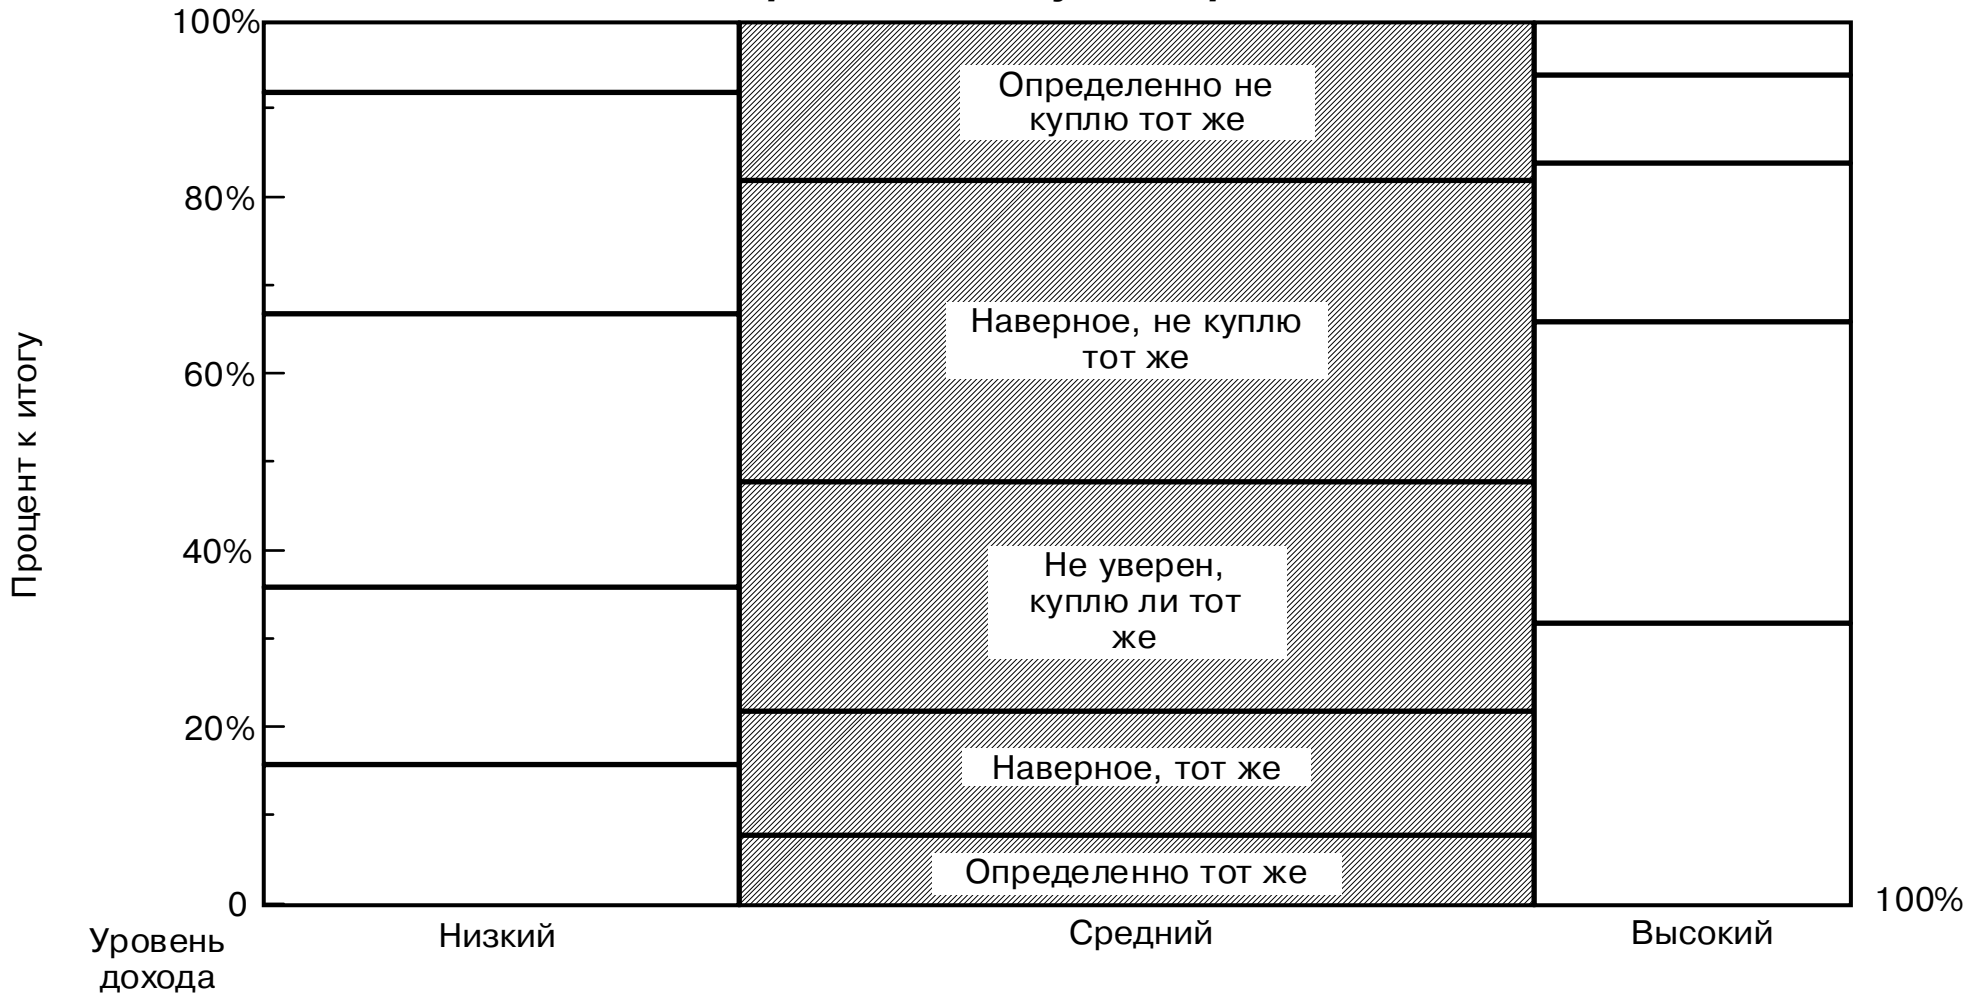 100%
80%
60%
40%
20%
0
Процент к итогу
Определенно не
куплю тот же
Наверное, не куплю
тот же
Не уверен,
куплю ли тот
же
Наверное, тот же
Определенно тот же
100%
Уровень
дохода
Низкий
Средний
Высокий